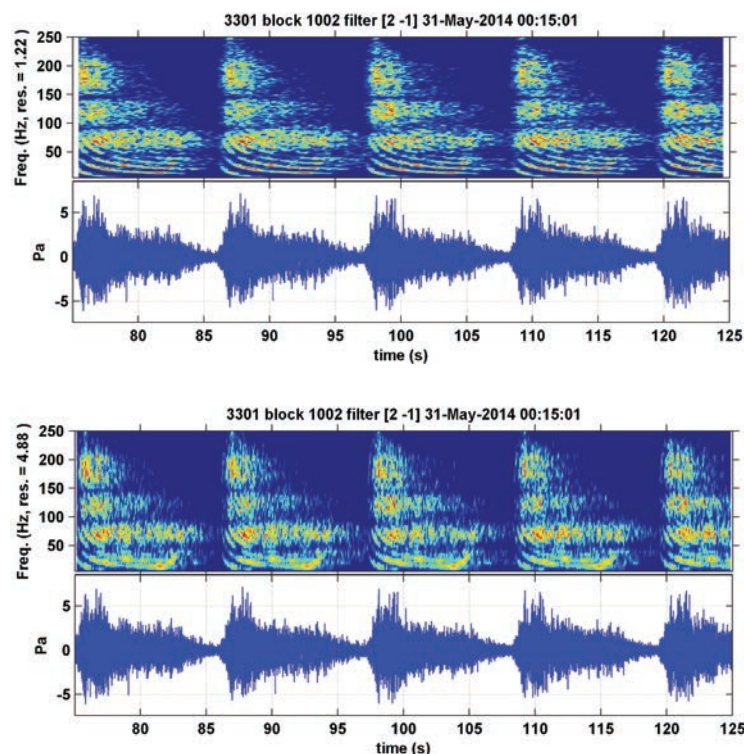 3301 block 1002 filter [2 -1] 31-May-2014 00:15:01
Freq. (Hz, res. = 1.22 )
250
200
150
100
50
Pa
5
0
-5
80 85 90 95 100 105 110 115 120 125
time (s)
3301 block 1002 filter [2 -1] 31-May-2014 00:15:01
Freq. (Hz, res. = 4.88 )
250
200
150
100
50
Pa
5
0
-5
80 85 90 95 100 105 110 115 120 125
time (s)